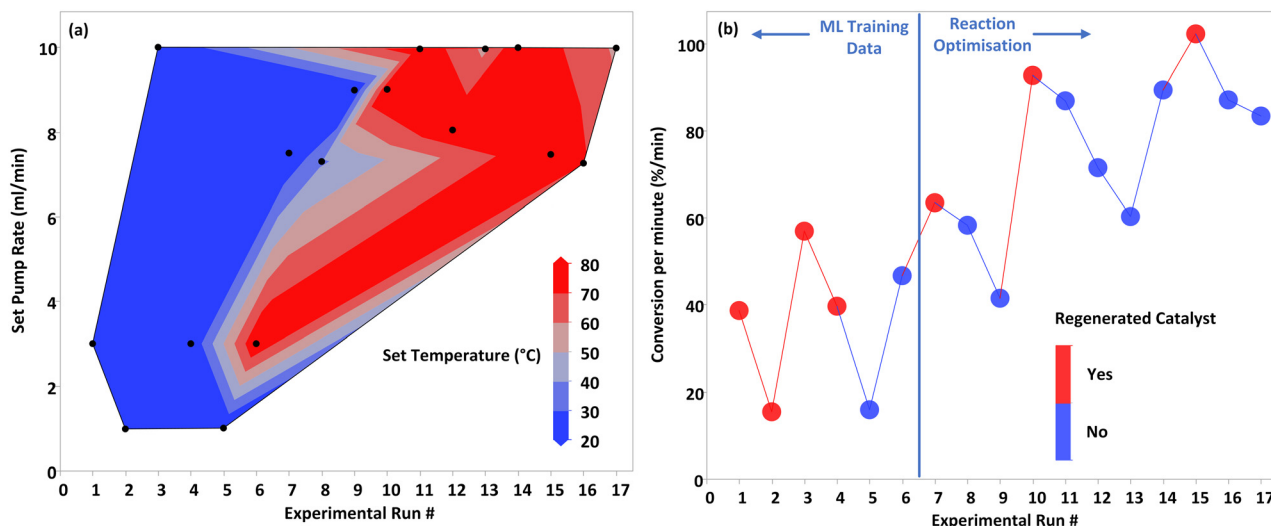 (a)
10
8
6
4
2
0
Set Pump Rate (ml/min)
0 1 2 3 4 5 6 7 8 9 10 11 12 13 14 15 16 17
Experimental Run #
Set Temperature (°C)
80
70
60
50
40
30
20
(b)
ML Training
Data
Reaction
Optimisation
100
80
60
40
20
0
Conversion per minute (%/min)
Regenerated Catalyst
Yes
No
0 1 2 3 4 5 6 7 8 9 10 11 12 13 14 15 16 17
Experimental Run #